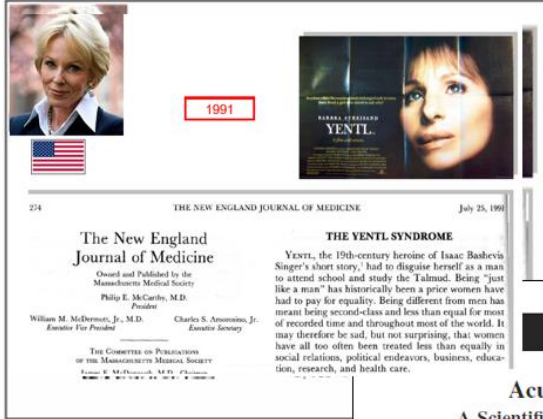 1991
BARBRA STREISAND
YENTL.
274
THE NEW ENGLAND JOURNAL OF MEDICINE
July 25, 1991
The New England
Journal of Medicine
Owned and Published by the
Massachusetts Medical Society
Philip E. McCarthy, M.D.
President
William M. McDermott, Jr., M.D.
Executive Vice President
Charles S. Amorosino, Jr.
Executive Secretary
THE COMMITTEE ON PUBLICATIONS
OF THE MASSACHUSETTS MEDICAL SOCIETY
THE YENTL SYNDROME
YENTL, the 19th-century heroine of Isaac Bashevis
Singer's short story,¹ had to disguise herself as a man
to attend school and study the Talmud. Being "just
like a man" has historically been a price women have
had to pay for equality. Being different from men has
meant being second-class and less than equal for most
of recorded time and throughout most of the world. It
may therefore be sad, but not surprising, that women
have all too often been treated less than equally in
social relations, political endeavors, business, educa-
tion, research, and health care.
Acu
A Scientifi